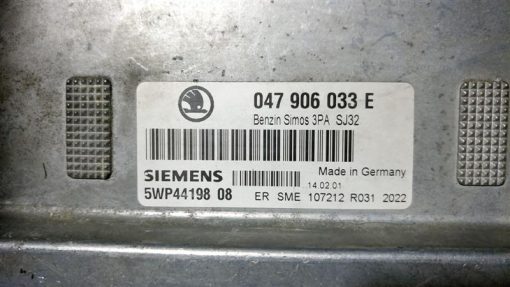 047 906 033 E
Benzin Simos 3PA SJ32
SIEMENS
Made in Germany
14.02.01
5WP44198 08
ER SME 107212 R031 2022